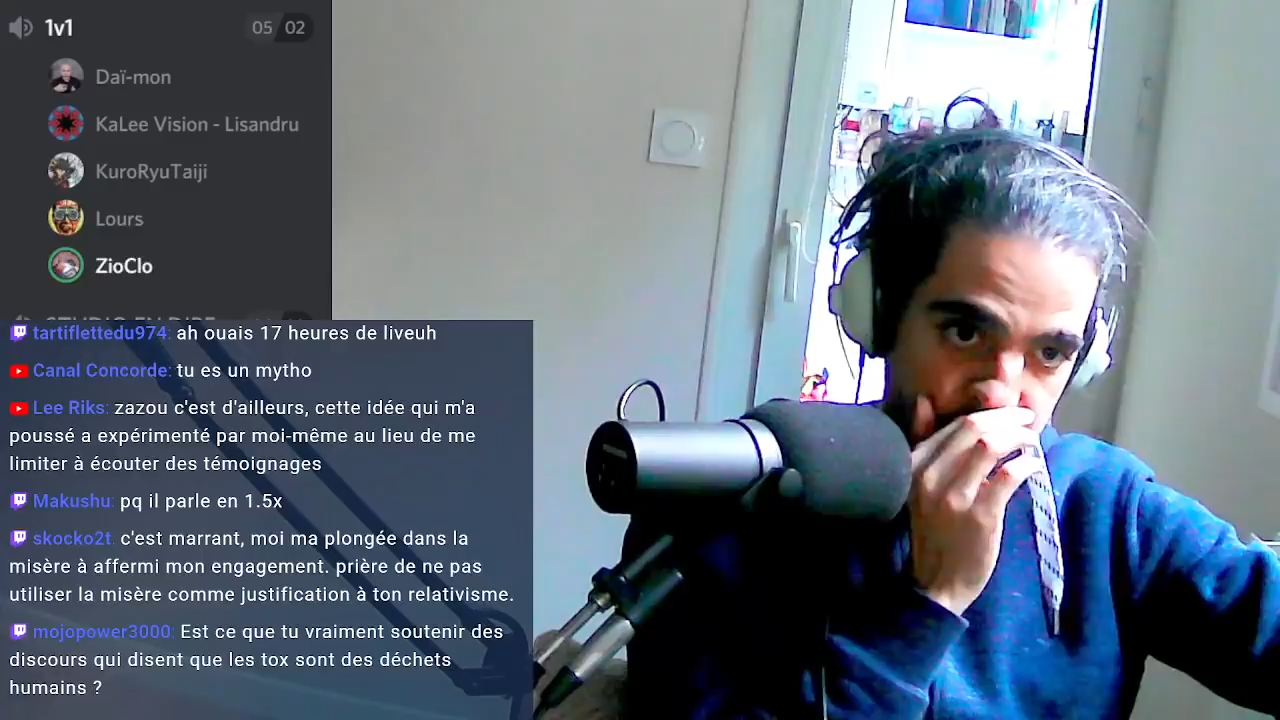 1v1
05 02
Daï-mon
KaLee Vision - Lisandru
KuroRyuTaiji
Lours
ZioClo
STUDIO EN DIRE
tartiflettedu974: ah ouais 17 heures de liveuh
Canal Concorde: tu es un mytho
Lee Riks: zazou c'est d'ailleurs, cette idée qui m'a
poussé a expérimenté par moi-même au lieu de me
limiter à écouter des témoignages
Makushu: pq il parle en 1.5x
skocko2t: c'est marrant, moi ma plongée dans la
misère à affermi mon engagement. prière de ne pas
utiliser la misère comme justification à ton relativisme.
mojopower3000: Est ce que tu vraiment soutenir des
discours qui disent que les tox sont des déchets
humains ?